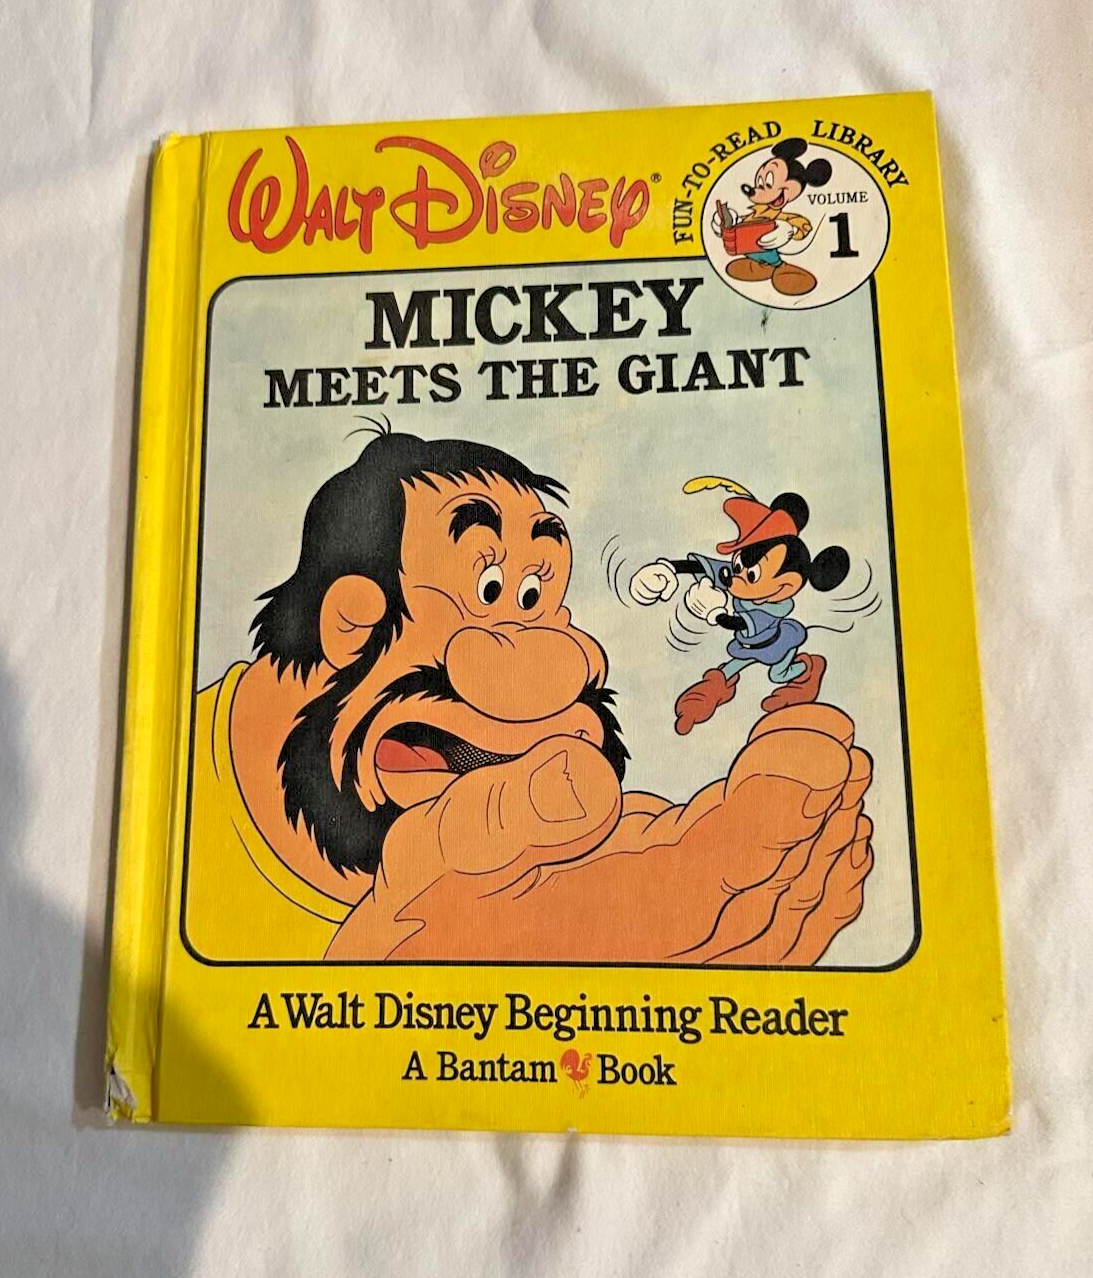 WALT DISNEY®
FUN-TO-READ LIBRARY
VOLUME
1
MICKEY
MEETS THE GIANT
A Walt Disney Beginning Reader
A Bantam Book